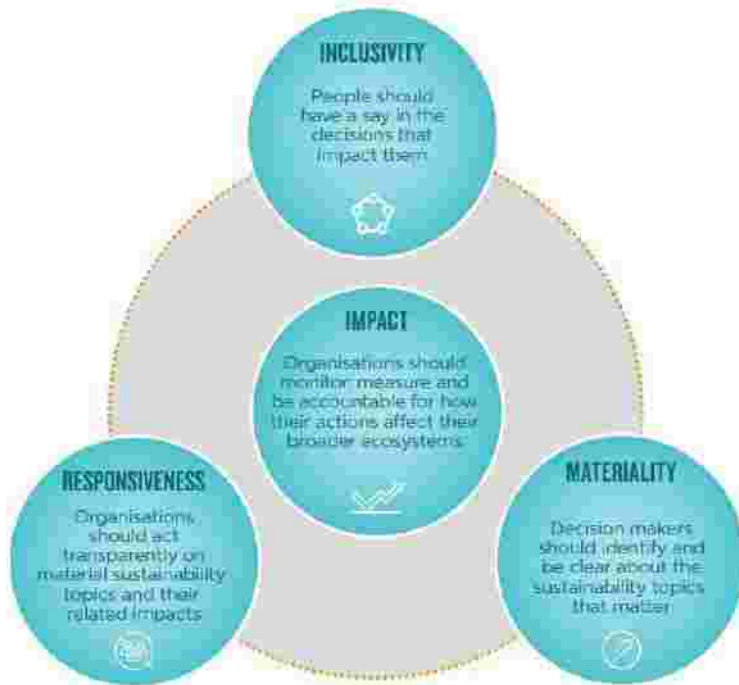 INCLUSIVITY
People should
have a say in the
decisions that
impact them
IMPACT
Organisations should
monitor measure and
be accountable for how
their actions affect their
broader ecosystems
RESPONSIVENESS
Organisations
should act
transparently on
material sustainability
topics and their
related impacts
MATERIALITY
Decision makers
should identify and
be clear about the
sustainability topics
that matter